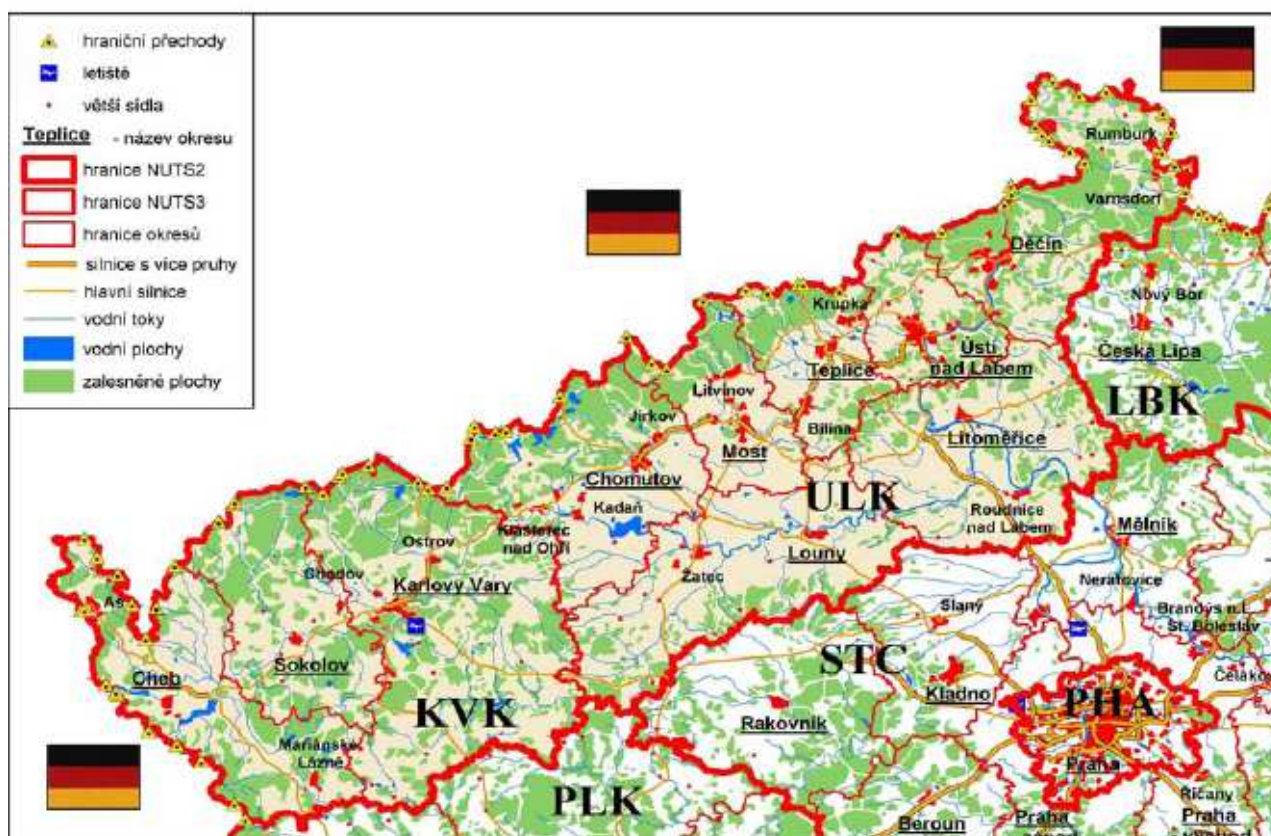 hraniční přechody
letiště
větší sídla
Teplice - název okresu
hranice NUTS2
hranice NUTS3
hranice okresů
silnice s více pruhy
hlavní silnice
vodní toky
vodní plochy
zalesněné plochy
Rumburk
Varnsdorf
Děčín
Nový Bor
Krupka
Ústí
nad Labem
Česká Lípa
Teplice
LBK
Litvínov
Jirkov
Bílina
Litoměřice
Most
Chomutov
ULK
Kadaň
Roudnice
nad Labem
Mělník
Klášterec
nad Ohří
Ostrov
Louny
Žatec
Chodov
Karlovy Vary
Neratovice
Aš
Slaný
Brandýs n.L.
St. Boleslav
Sokolov
STC
Cheb
Kladno
Čelákov
KVK
PHA
Rakovník
Mariánské
Lázně
Praha
PLK
Říčany
Beroun
Praha
Praha